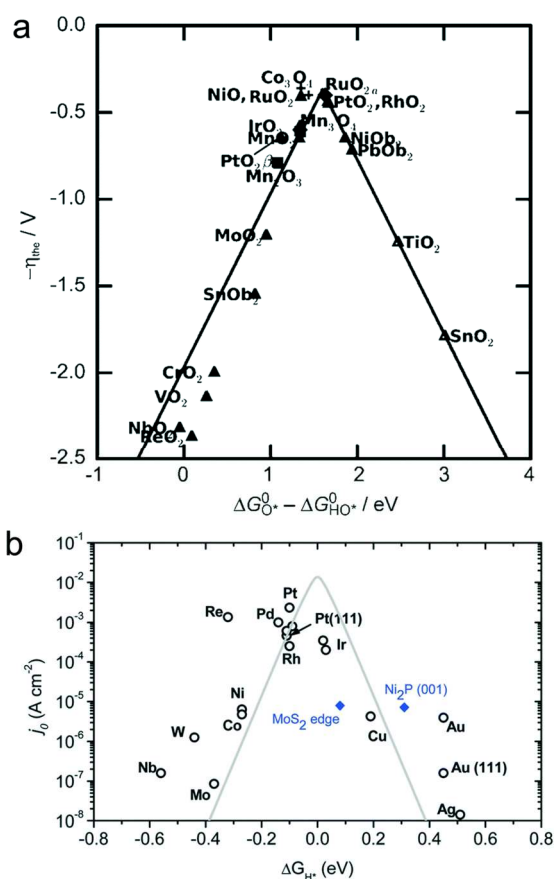 a
0.0
Co3O4
RuO2a
NiO, RuO2
PtO2, RhO2
-0.5
IrO2
Mn3O4
NiOb2
PbOb2
PtO2β
Mn2O3
-1.0
MoO2
TiO2
-1.5
SnOb2
SnO2
-2.0
CrO2
VO2
NbO2
ReO2
-2.5
-1 0 1 2 3 4
−ηthe / V
ΔG⁰O* − ΔG⁰HO* / eV
b
10⁻¹
10⁻²
Pt
Re
Pd
Pt(111)
10⁻³
Rh
Ir
10⁻⁴
Ni
Ni2P (001)
10⁻⁵
Co
MoS2 edge
Cu
Au
W
10⁻⁶
Nb
Au (111)
10⁻⁷
Mo
Ag
10⁻⁸
-0.8 -0.6 -0.4 -0.2 0.0 0.2 0.4 0.6 0.8
j0 (A cm⁻²)
ΔGH* (eV)